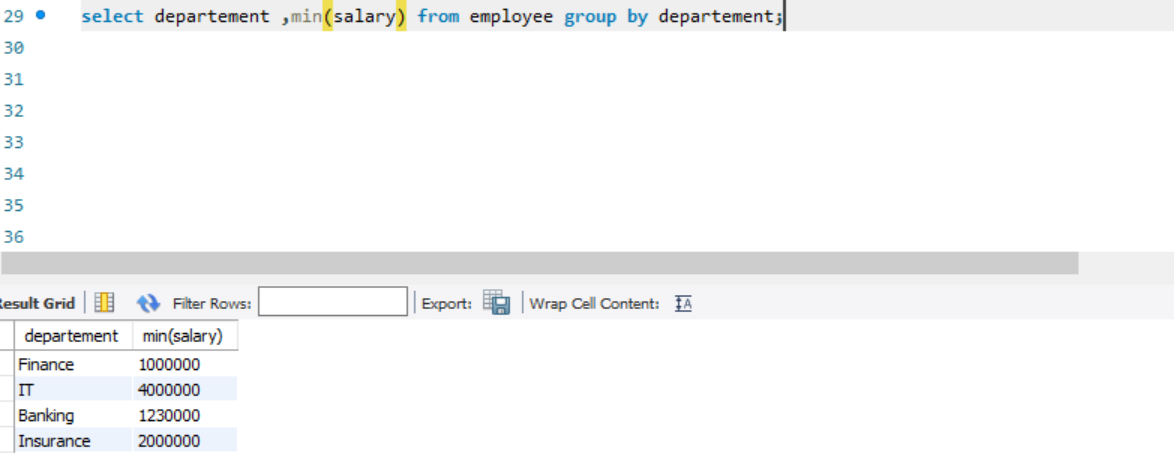 29 select departement ,min(salary) from employee group by departement;
30
31
32
33
34
35
36
Result Grid Filter Rows: Export: Wrap Cell Content: IA
departement min(salary)
Finance 1000000
IT 4000000
Banking 1230000
Insurance 2000000